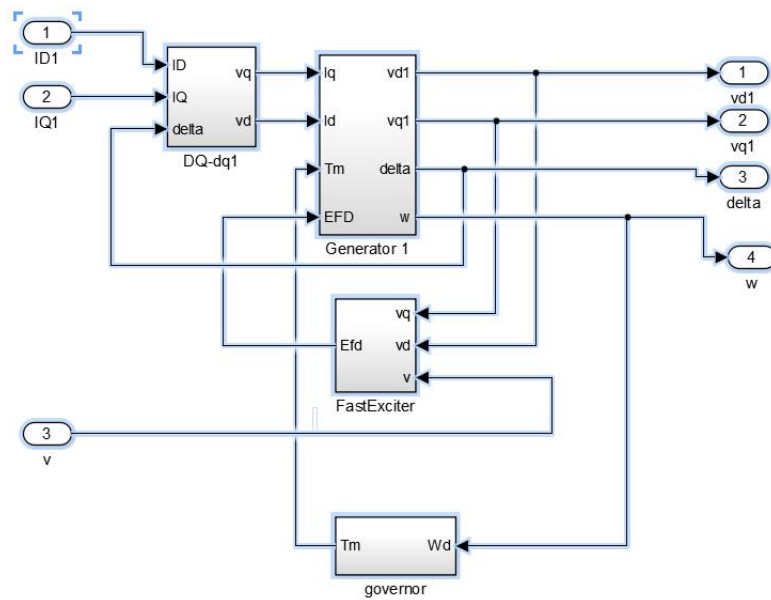 1
ID1
2
IQ1
ID
IQ
delta
vq
vd
DQ-dq1
Iq
Id
Tm
EFD
vd1
vq1
delta
w
Generator 1
1
vd1
2
vq1
3
delta
4
w
Efd
vq
vd
v
FastExciter
3
v
Tm
Wd
governor